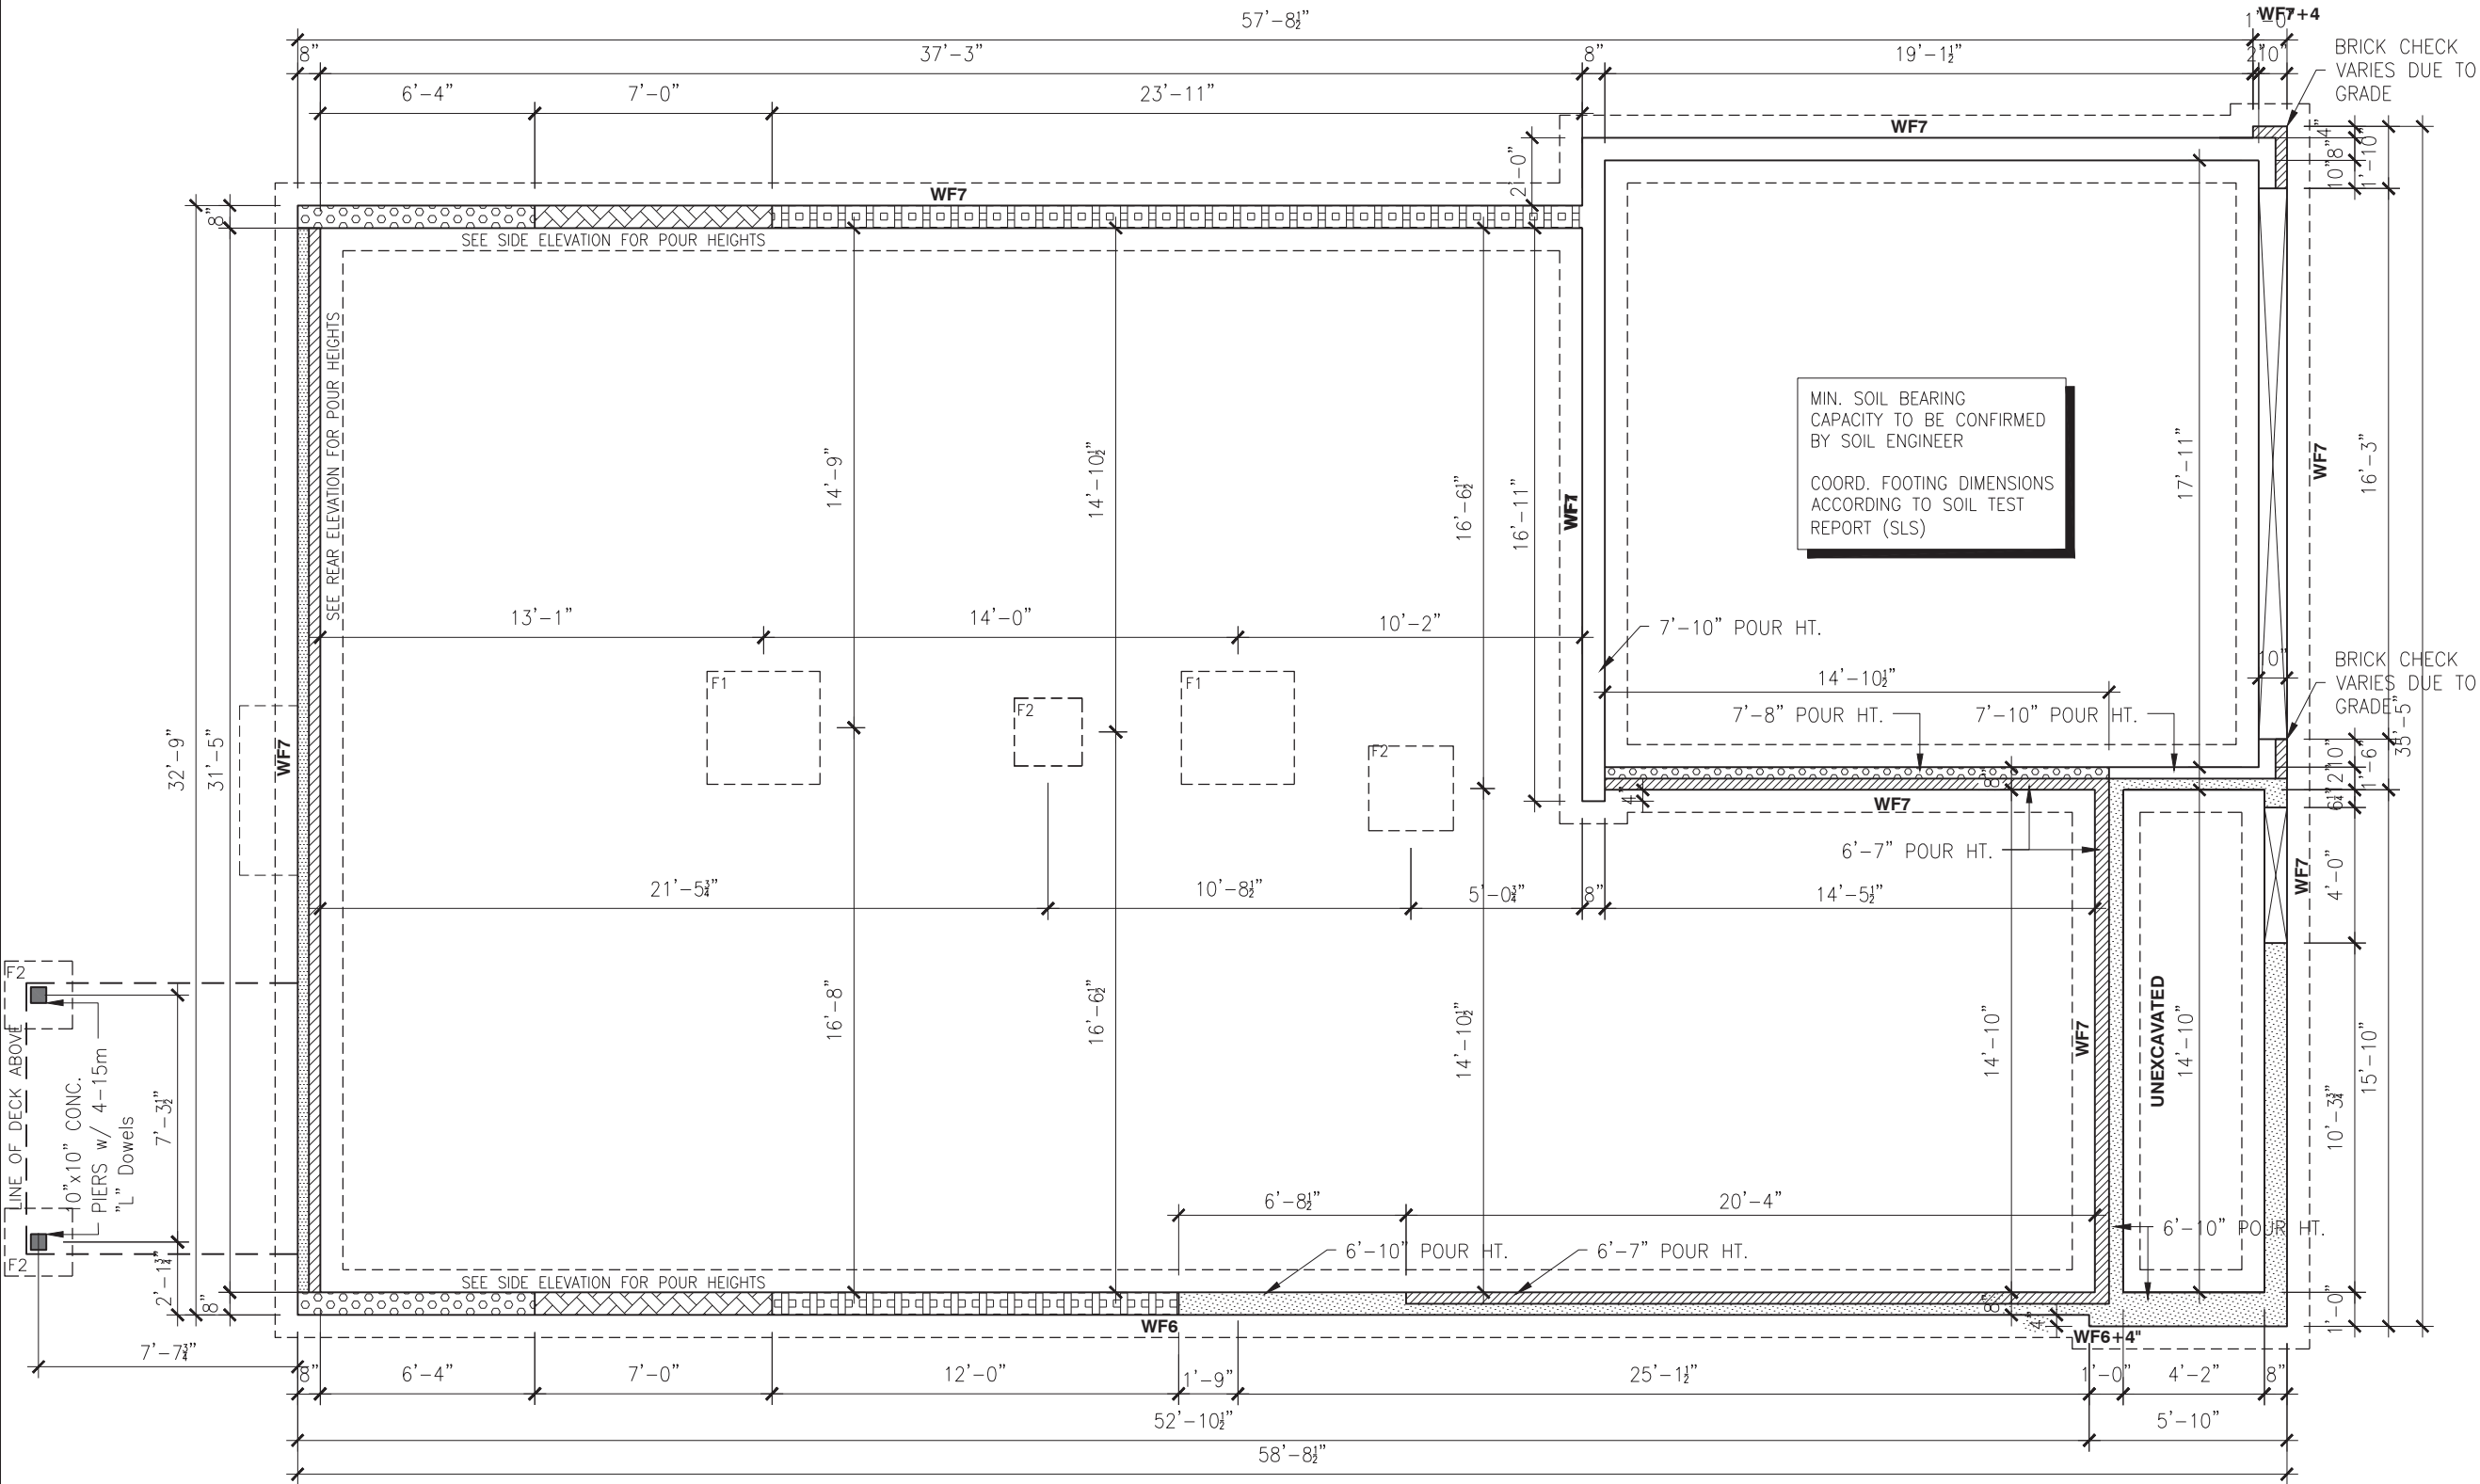 57'-8½"
1'-0"
WF7+4
8"
37'-3"
8"
19'-1½"
2"
10"
BRICK CHECK
VARIES DUE TO
GRADE
6'-4"
7'-0"
23'-11"
WF7
WF7
2'-0"
4"
8"
10"
1'-10"
8"
SEE SIDE ELEVATION FOR POUR HEIGHTS
SEE REAR ELEVATION FOR POUR HEIGHTS
MIN. SOIL BEARING
CAPACITY TO BE CONFIRMED
BY SOIL ENGINEER
COORD. FOOTING DIMENSIONS
ACCORDING TO SOIL TEST
REPORT (SLS)
14'-9"
14'-10½"
16'-6½"
16'-11"
WF7
17'-11"
WF7
16'-3"
13'-1"
14'-0"
10'-2"
7'-10" POUR HT.
F1
F2
F1
F2
14'-10½"
10"
BRICK CHECK
VARIES DUE TO
GRADE
7'-8" POUR HT.
7'-10" POUR HT.
35'-5"
32'-9"
31'-5"
WF7
8"
4"
WF7
10"
2"
1'-6"
6¼"
6'-7" POUR HT.
21'-5¾"
10'-8½"
5'-0¾"
8"
14'-5½"
WF7
4'-0"
F2
LINE OF DECK ABOVE
10"x10" CONC.
PIERS w/ 4-15m
"L" Dowels
7'-3½"
16'-8"
16'-6½"
14'-10½"
14'-10"
WF7
UNEXCAVATED
14'-10"
10'-3¾"
15'-10"
6'-8½"
20'-4"
6'-10" POUR HT.
6'-10" POUR HT.
6'-7" POUR HT.
F2
2'-1¾"
8"
SEE SIDE ELEVATION FOR POUR HEIGHTS
8"
4"
1'-0"
WF6
WF6+4"
7'-7¾"
8"
6'-4"
7'-0"
12'-0"
1'-9"
25'-1½"
1'-0"
4'-2"
8"
52'-10½"
5'-10"
58'-8½"